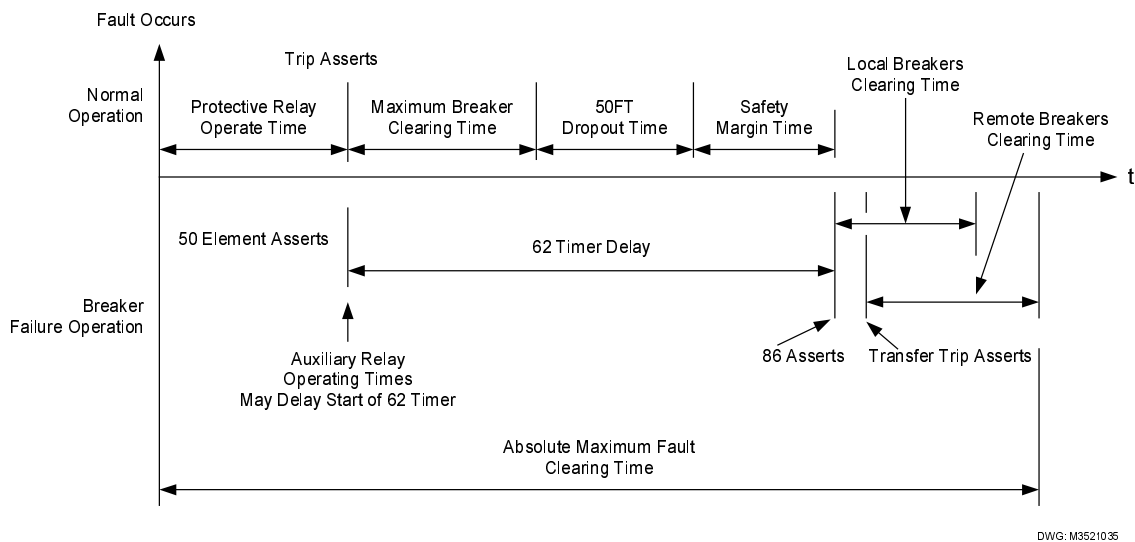 Fault Occurs
Trip Asserts
Normal
Operation
Protective Relay
Operate Time
Maximum Breaker
Clearing Time
50FT
Dropout Time
Safety
Margin Time
Local Breakers
Clearing Time
Remote Breakers
Clearing Time
t
50 Element Asserts
62 Timer Delay
Breaker
Failure Operation
86 Asserts
Transfer Trip Asserts
Auxiliary Relay
Operating Times
May Delay Start of 62 Timer
Absolute Maximum Fault
Clearing Time
DWG: M3521035